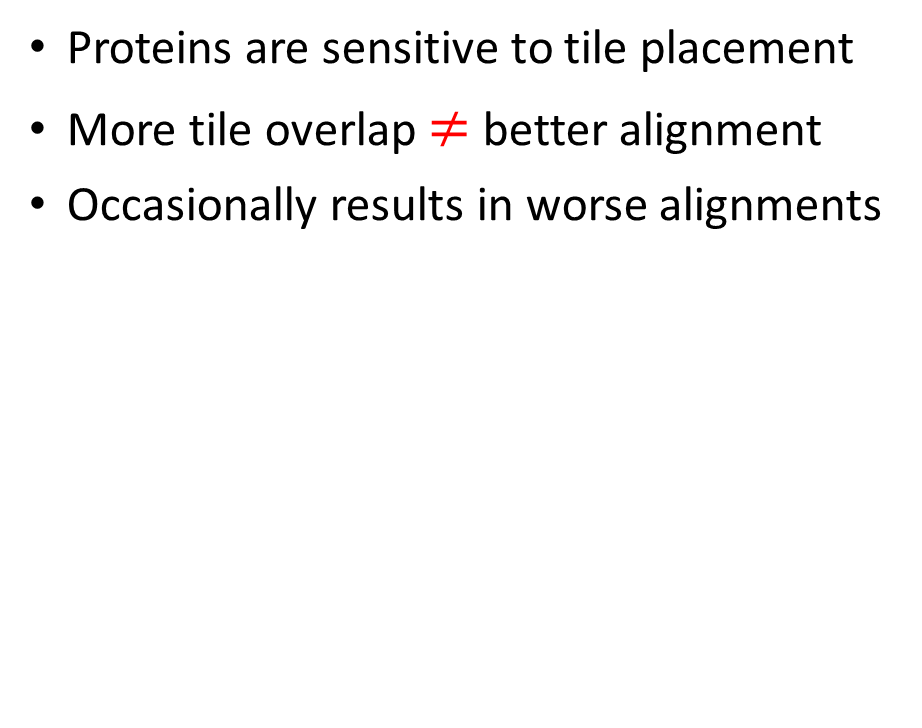 • Proteins are sensitive to tile placement
• More tile overlap ≠ better alignment
• Occasionally results in worse alignments